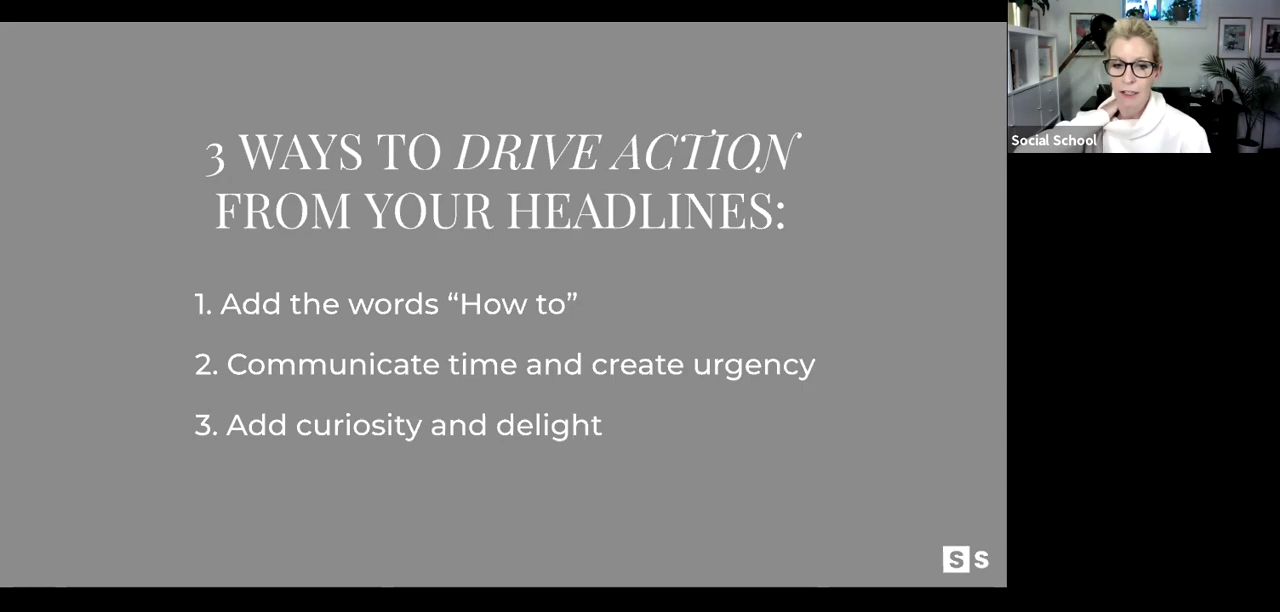 3 WAYS TO DRIVE ACTION
FROM YOUR HEADLINES:
1. Add the words “How to”
2. Communicate time and create urgency
3. Add curiosity and delight
S S
Social School